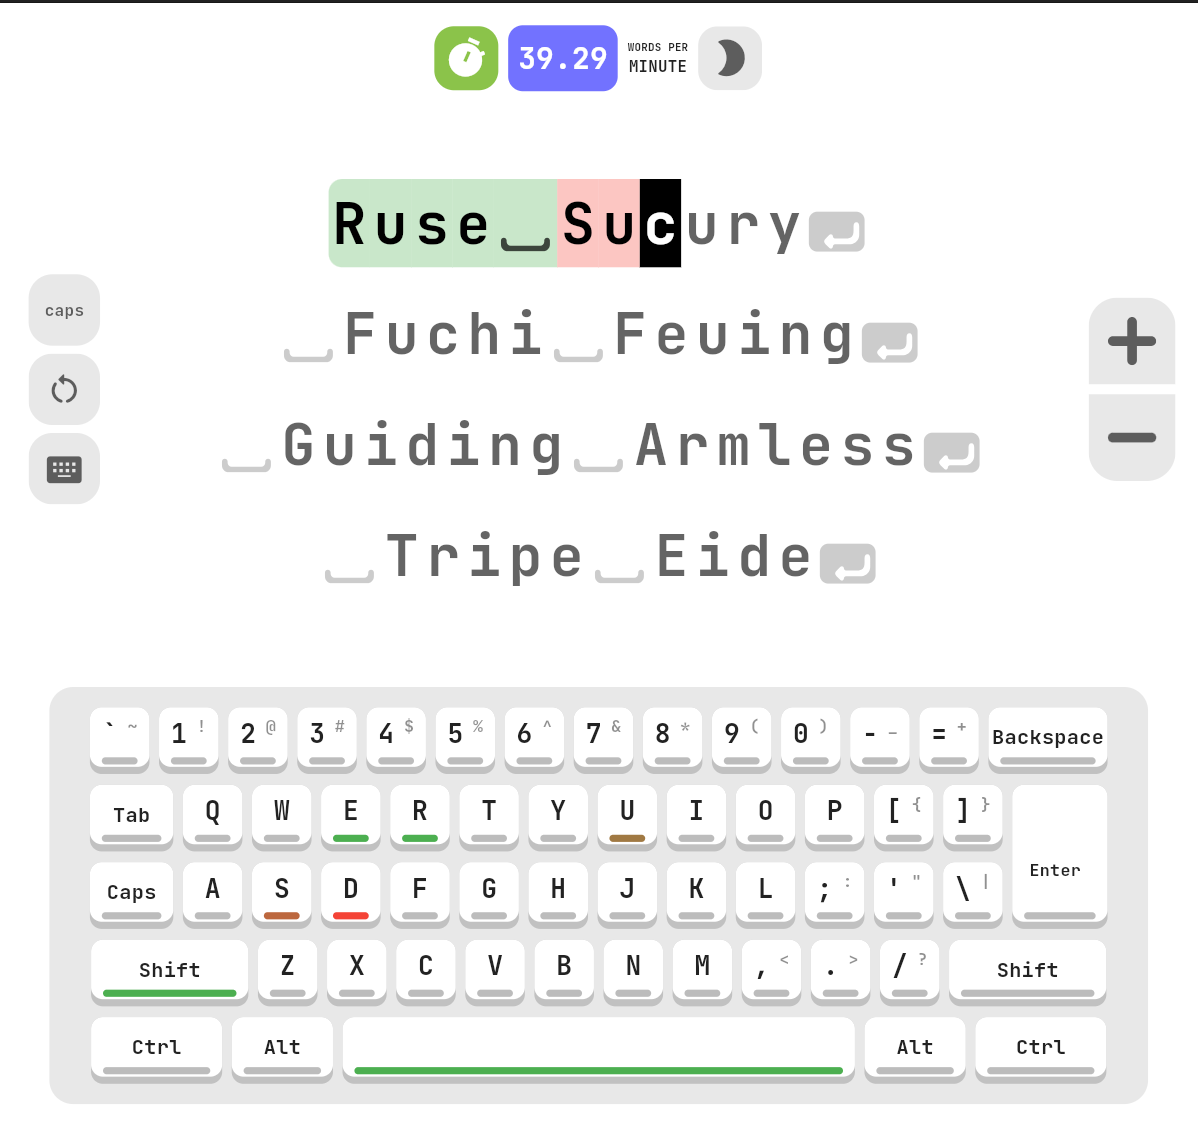 39.29 WORDS PER MINUTE
Ruse Sucury
Fuchi Feuing
Guiding Armless
Tripe Eide
caps
` ~ 1 ! 2 @ 3 # 4 $ 5 % 6 ^ 7 & 8 * 9 ( 0 ) - – = + Backspace
Tab Q W E R T Y U I O P [ { ] } Enter
Caps A S D F G H J K L ; : ' " \ |
Shift Z X C V B N M , < . > / ? Shift
Ctrl Alt Alt Ctrl